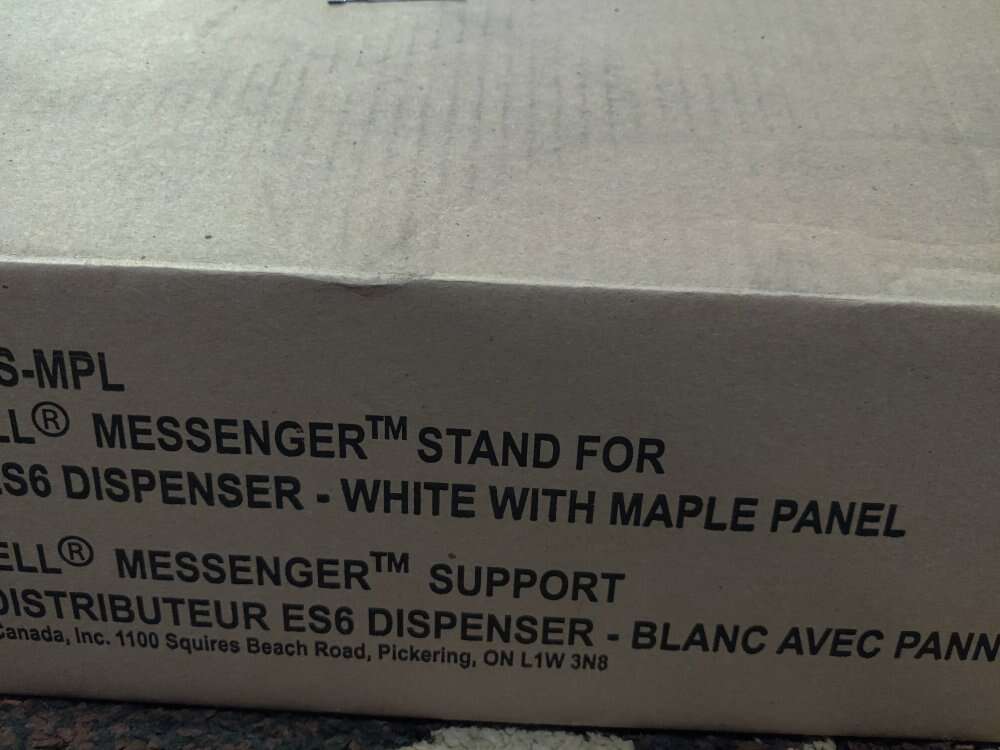 S-MPL
LL® MESSENGER™ STAND FOR
S6 DISPENSER - WHITE WITH MAPLE PANEL
ELL® MESSENGER™ SUPPORT
DISTRIBUTEUR ES6 DISPENSER - BLANC AVEC PANN
Canada, Inc. 1100 Squires Beach Road, Pickering, ON L1W 3N8